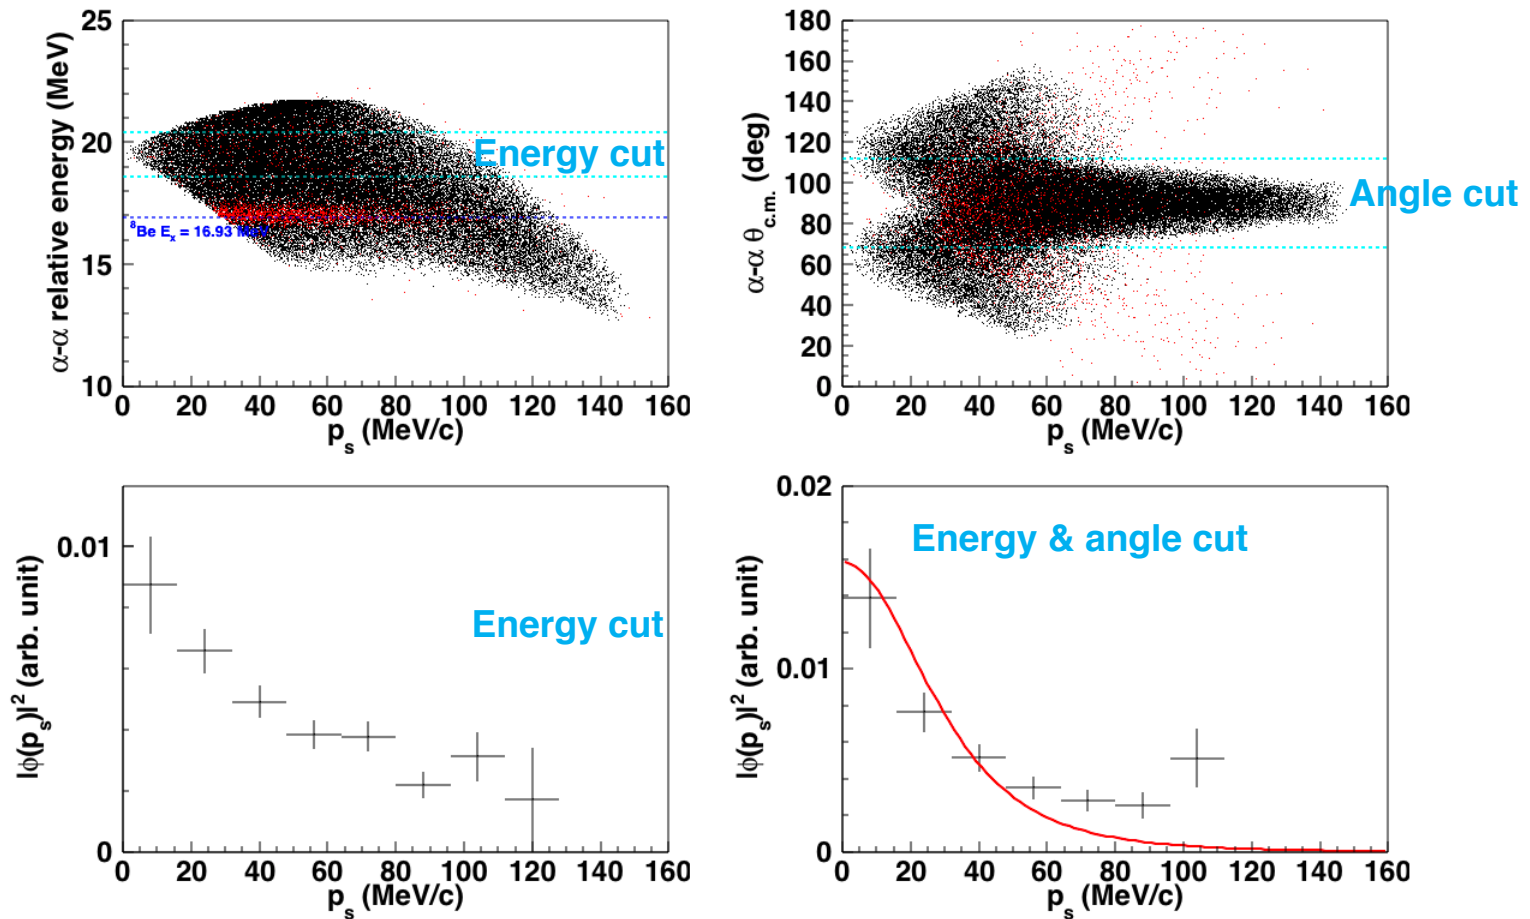 25
20
15
10
α-α relative energy (MeV)
Energy cut
⁸Be Eₓ = 16.93 MeV
0 20 40 60 80 100 120 140 160
pₛ (MeV/c)
180
160
140
120
100
80
60
40
20
0
α-α θ_c.m. (deg)
Angle cut
0 20 40 60 80 100 120 140 160
pₛ (MeV/c)
0.01
0
|ϕ(pₛ)|² (arb. unit)
Energy cut
0 20 40 60 80 100 120 140 160
pₛ (MeV/c)
0.02
0.01
0
|ϕ(pₛ)|² (arb. unit)
Energy & angle cut
0 20 40 60 80 100 120 140 160
pₛ (MeV/c)